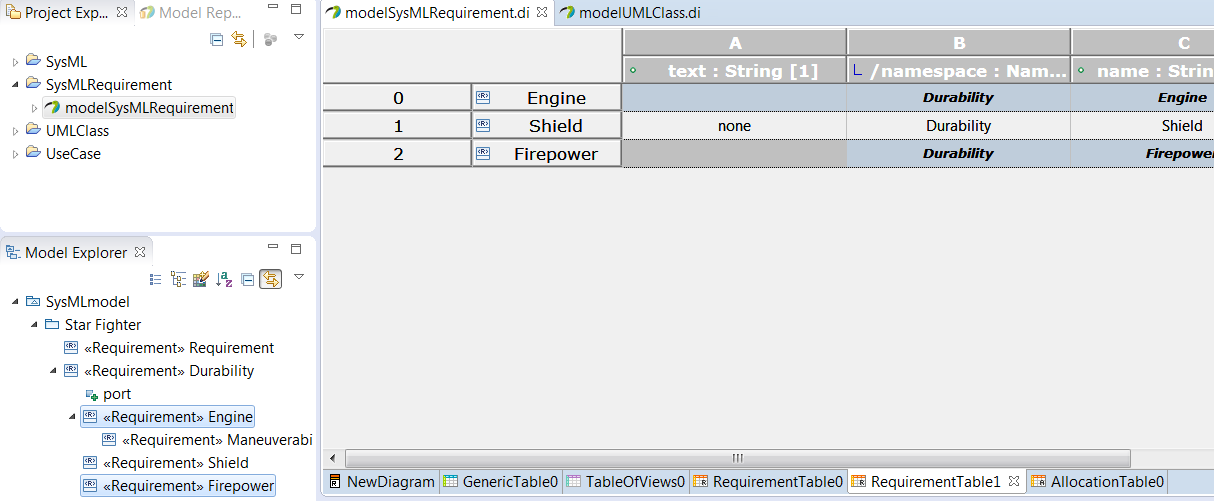 Project Exp...
Model Rep...
SysML
SysMLRequirement
modelSysMLRequirement
UMLClass
UseCase
Model Explorer
SysMLmodel
Star Fighter
«Requirement» Requirement
«Requirement» Durability
port
«Requirement» Engine
«Requirement» Maneuverabi
«Requirement» Shield
«Requirement» Firepower
modelSysMLRequirement.di
modelUMLClass.di
A B C
text : String [1] /namespace : Nam... name : Strin
0 Engine Durability Engine
1 Shield none Durability Shield
2 Firepower Durability Firepower
NewDiagram GenericTable0 TableOfViews0 RequirementTable0 RequirementTable1 AllocationTable0